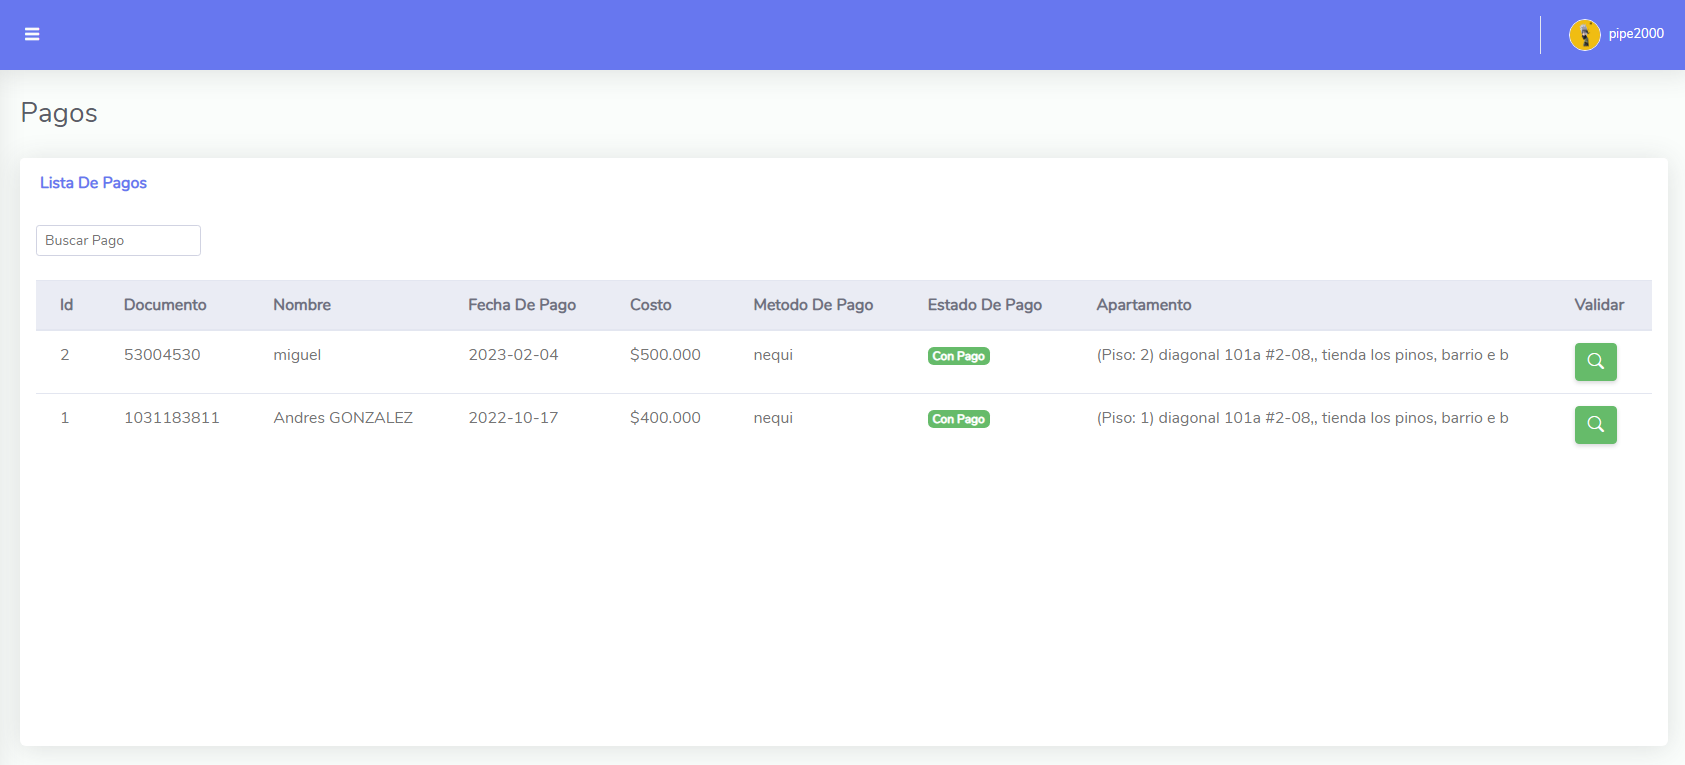 pipe2000
Pagos
Lista De Pagos
Buscar Pago
Id Documento Nombre Fecha De Pago Costo Metodo De Pago Estado De Pago Apartamento Validar
2 53004530 miguel 2023-02-04 $500.000 nequi Con Pago (Piso: 2) diagonal 101a #2-08,, tienda los pinos, barrio e b
1 1031183811 Andres GONZALEZ 2022-10-17 $400.000 nequi Con Pago (Piso: 1) diagonal 101a #2-08,, tienda los pinos, barrio e b